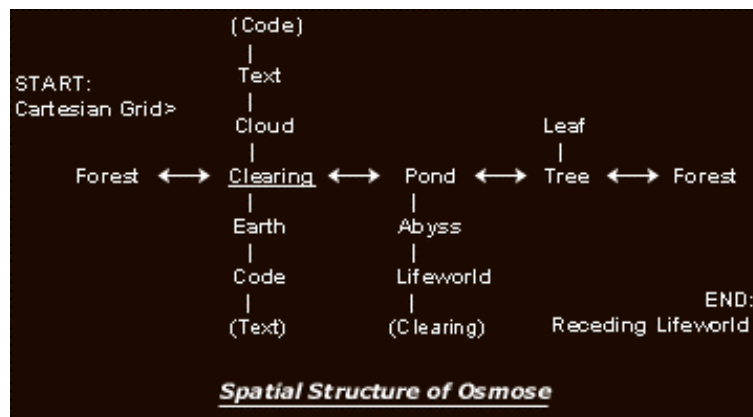 (Code)
START:
Text
Cartesian Grid>
Cloud
Leaf
Forest ↔ Clearing ↔ Pond ↔ Tree ↔ Forest
Earth
Abyss
Code
Lifeworld
END:
(Text)
(Clearing)
Receding Lifeworld
Spatial Structure of Osmose